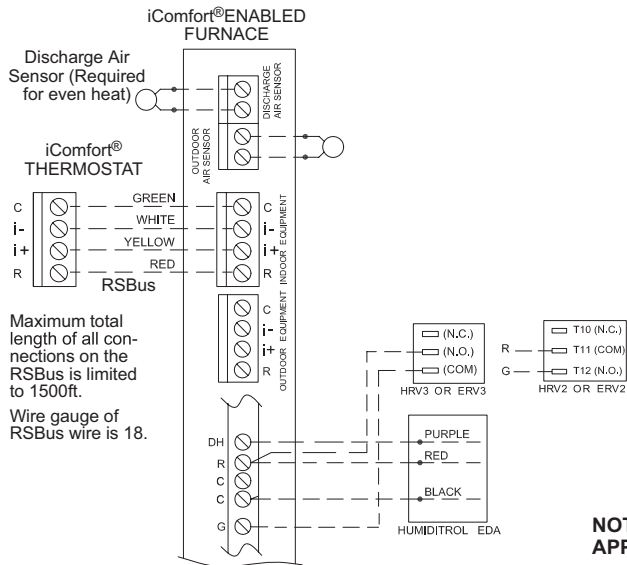 iComfort®ENABLED
FURNACE
Discharge Air
Sensor (Required
for even heat)
DISCHARGE
AIR SENSOR
OUTDOOR
AIR SENSOR
iComfort®
THERMOSTAT
C GREEN C
i- WHITE i-
i+ YELLOW i+
R RED R
RSBus
INDOOR EQUIPMENT
C
i-
i+
R
OUTDOOR EQUIPMENT
Maximum total
length of all con-
nections on the
RSBus is limited
to 1500ft.
Wire gauge of
RSBus wire is 18.
(N.C.)
(N.O.)
(COM)
HRV3 OR ERV3
T10 (N.C.)
R T11 (COM)
G T12 (N.O.)
HRV2 OR ERV2
DH PURPLE
R RED
C
C BLACK
G
HUMIDITROL EDA
NOT
APP